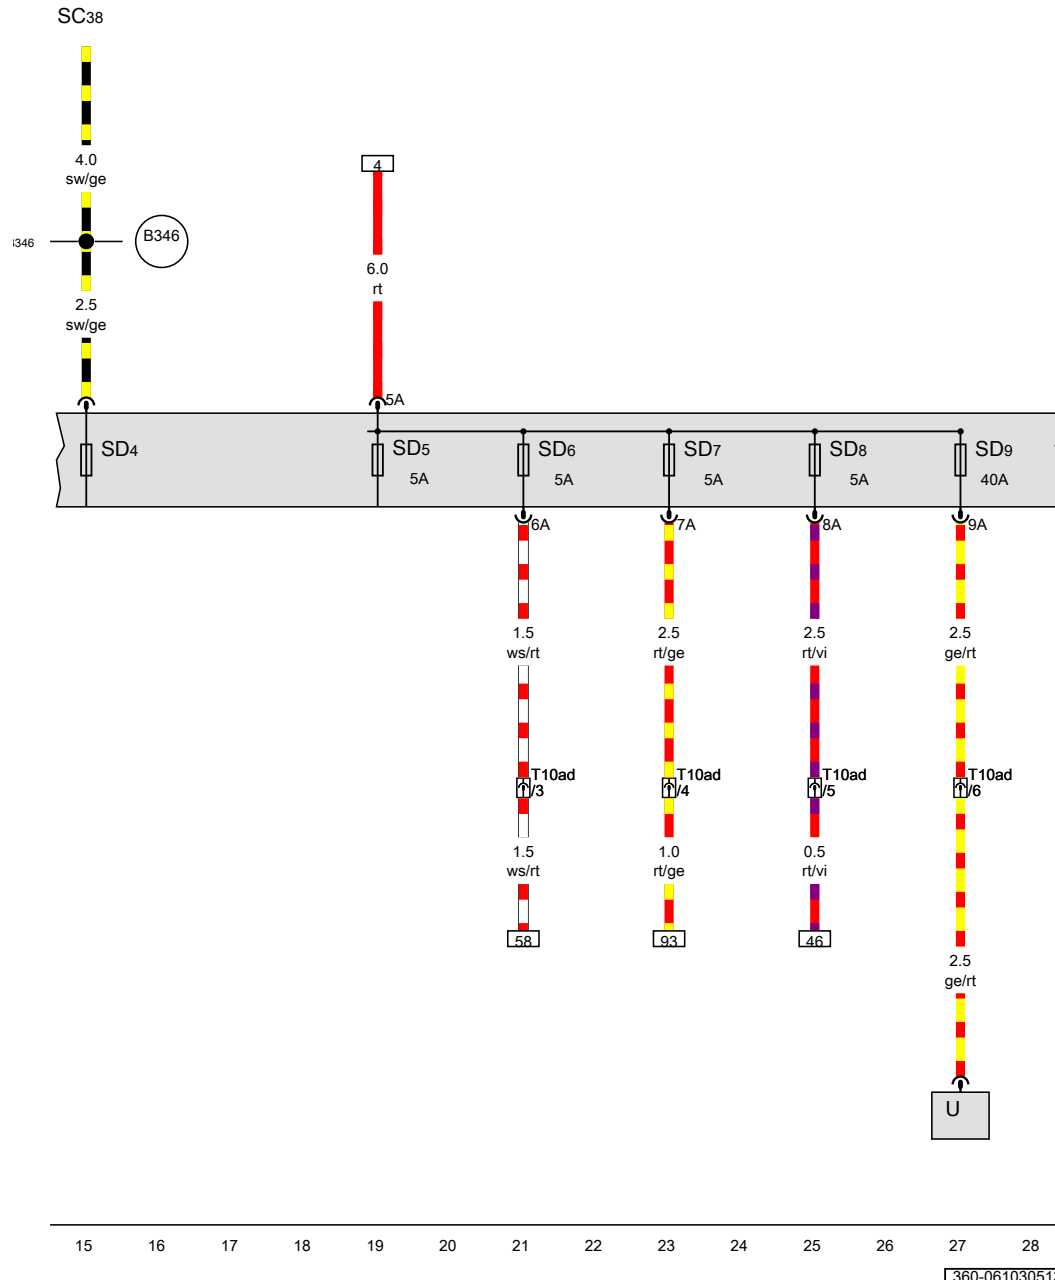 SC38
4.0
sw/ge
4
B346
2.5
sw/ge
6.0
rt
5A
SD4
SD5
SD6
SD7
SD8
SD9
5A
5A
5A
5A
40A
6A
7A
8A
9A
1.5
ws/rt
2.5
rt/ge
2.5
rt/vi
2.5
ge/rt
T10ad
/3
T10ad
/4
T10ad
/5
T10ad
/6
1.5
ws/rt
1.0
rt/ge
0.5
rt/vi
58
93
46
2.5
ge/rt
U
15 16 17 18 19 20 21 22 23 24 25 26 27 28